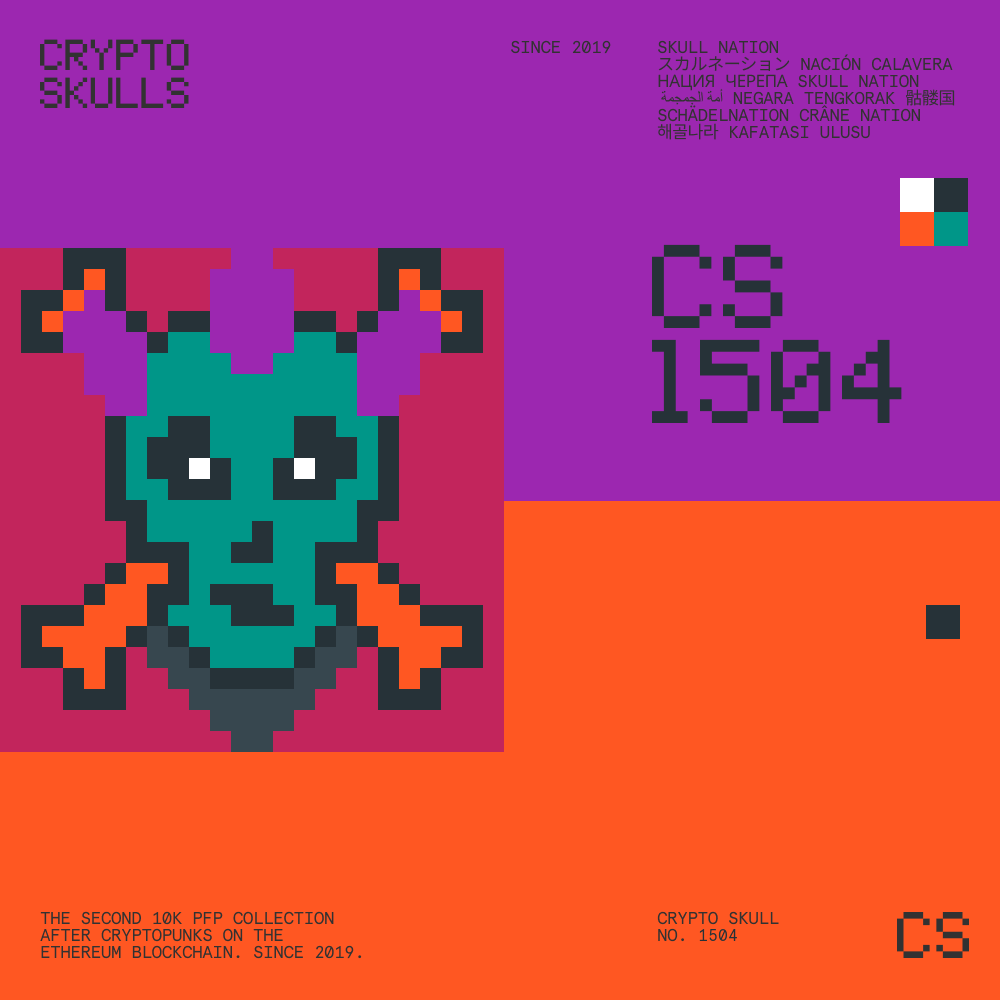 CRYPTO
SKULLS
SINCE 2019
SKULL NATION
スカルネーション NACIÓN CALAVERA
НАЦИЯ ЧЕРЕПА SKULL NATION
أمة الجمجمة NEGARA TENGKORAK 骷髅国
SCHÄDELNATION CRÂNE NATION
해골나라 KAFATASI ULUSU
CS
1504
THE SECOND 10K PFP COLLECTION
AFTER CRYPTOPUNKS ON THE
ETHEREUM BLOCKCHAIN. SINCE 2019.
CRYPTO SKULL
NO. 1504
CS